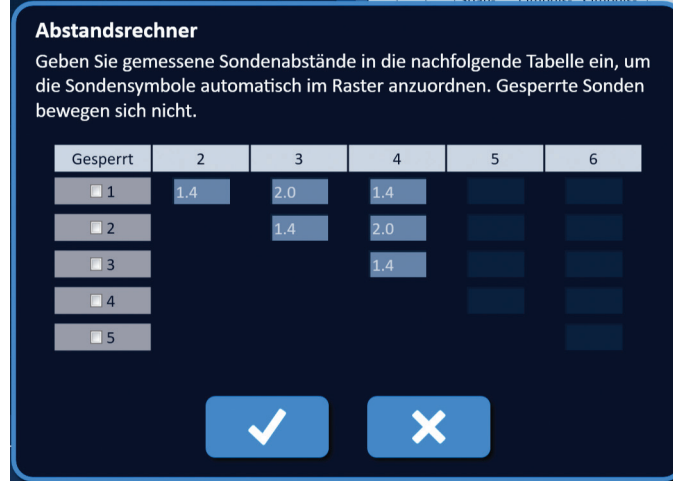 Abstandsrechner
Geben Sie gemessene Sondenabstände in die nachfolgende Tabelle ein, um
die Sondensymbole automatisch im Raster anzuordnen. Gesperrte Sonden
bewegen sich nicht.
Gesperrt 2 3 4 5 6
1 1.4 2.0 1.4
2 1.4 2.0
3 1.4
4
5